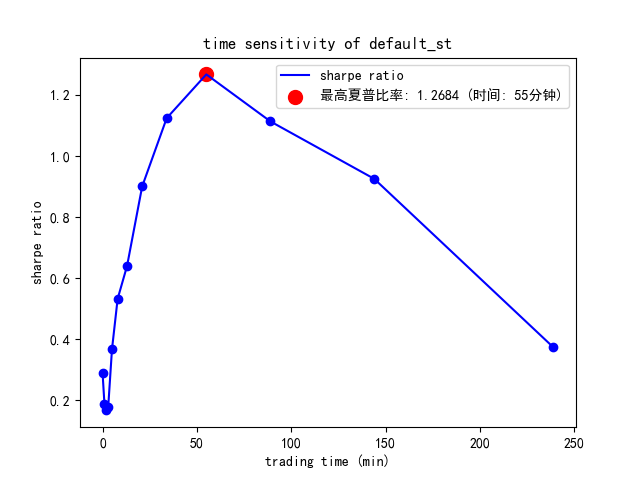 time sensitivity of default_st
sharpe ratio
最高夏普比率: 1.2684 (时间: 55分钟)
sharpe ratio
1.2
1.0
0.8
0.6
0.4
0.2
0 50 100 150 200 250
trading time (min)